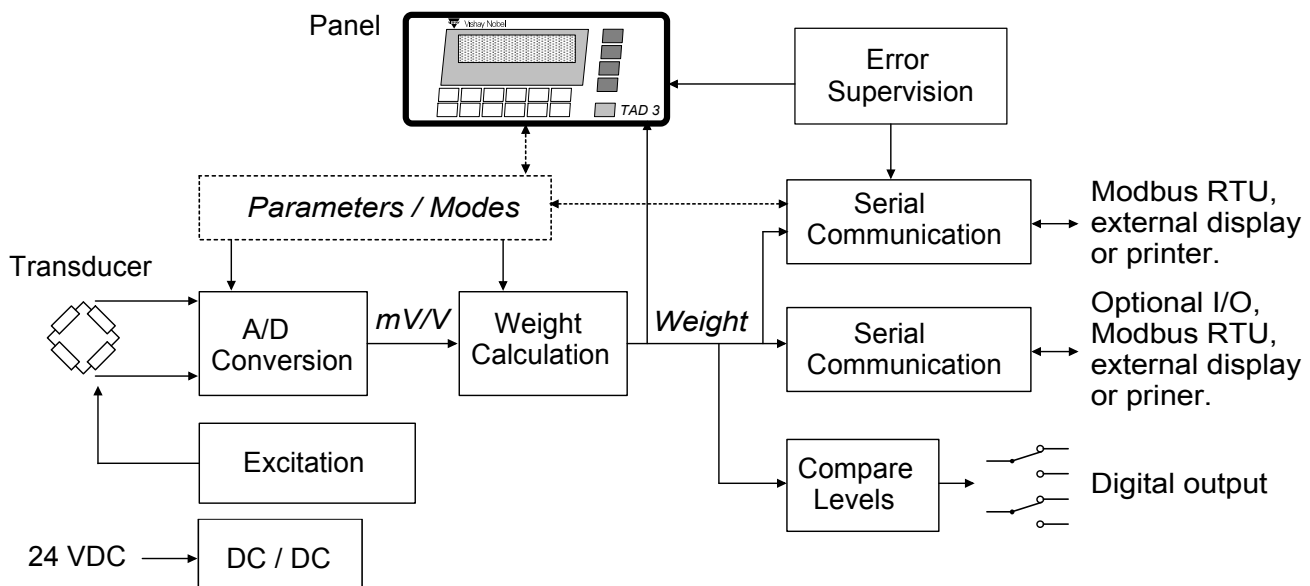 Panel
Vishay Nobel
TAD 3
Error
Supervision
Parameters / Modes
Serial
Communication
Modbus RTU,
external display
or printer.
Transducer
A/D
Conversion
mV/V
Weight
Calculation
Weight
Serial
Communication
Optional I/O,
Modbus RTU,
external display
or priner.
Excitation
Compare
Levels
Digital output
24 VDC
DC / DC